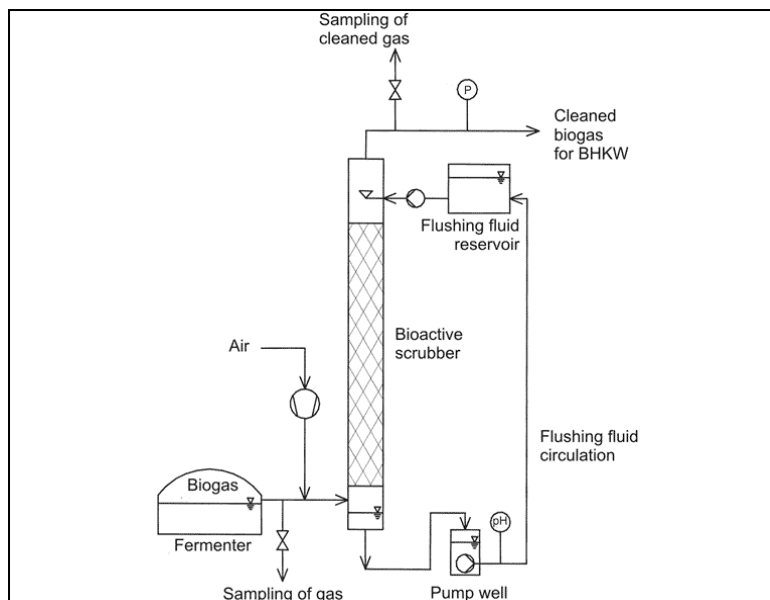 Sampling of
cleaned gas
P
Cleaned
biogas
for BHKW
Flushing fluid
reservoir
Bioactive
scrubber
Air
Flushing fluid
circulation
Biogas
pH
Fermenter
Sampling of gas
Pump well